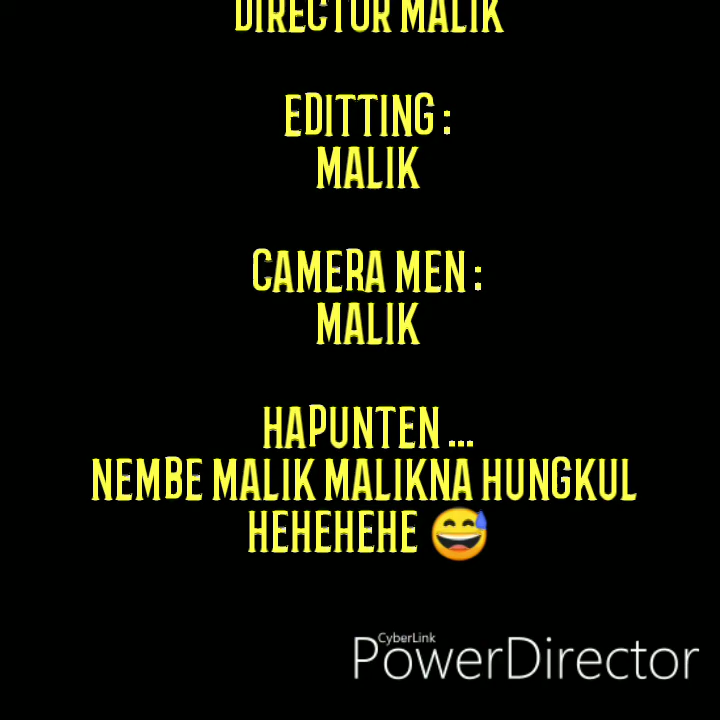 DIRECTOR MALIK
EDITTING :
MALIK
CAMERA MEN :
MALIK
HAPUNTEN ...
NEMBE MALIK MALIKNA HUNGKUL
HEHEHEHE 😅
CyberLink
PowerDirector